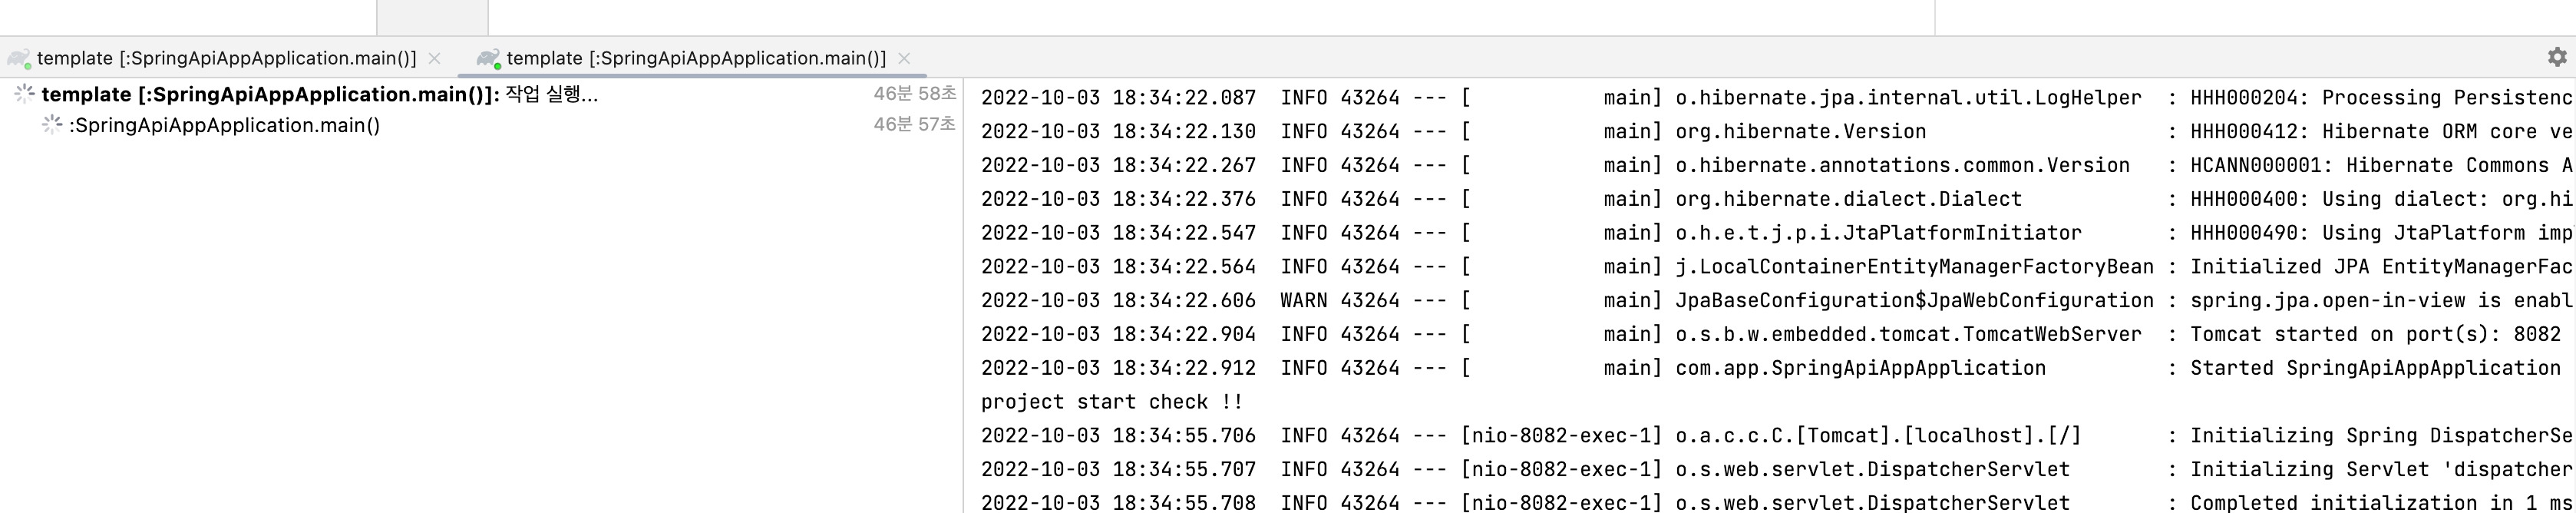 template [:SpringApiAppApplication.main()]
template [:SpringApiAppApplication.main()]
template [:SpringApiAppApplication.main()]: 작업 실행... 46분 58초
:SpringApiAppApplication.main() 46분 57초
2022-10-03 18:34:22.087  INFO 43264 --- [           main] o.hibernate.jpa.internal.util.LogHelper  : HHH000204: Processing Persistenc
2022-10-03 18:34:22.130  INFO 43264 --- [           main] org.hibernate.Version                    : HHH000412: Hibernate ORM core ve
2022-10-03 18:34:22.267  INFO 43264 --- [           main] o.hibernate.annotations.common.Version   : HCANN000001: Hibernate Commons A
2022-10-03 18:34:22.376  INFO 43264 --- [           main] org.hibernate.dialect.Dialect            : HHH000400: Using dialect: org.hi
2022-10-03 18:34:22.547  INFO 43264 --- [           main] o.h.e.t.j.p.i.JtaPlatformInitiator       : HHH000490: Using JtaPlatform imp
2022-10-03 18:34:22.564  INFO 43264 --- [           main] j.LocalContainerEntityManagerFactoryBean : Initialized JPA EntityManagerFac
2022-10-03 18:34:22.606  WARN 43264 --- [           main] JpaBaseConfiguration$JpaWebConfiguration : spring.jpa.open-in-view is enabl
2022-10-03 18:34:22.904  INFO 43264 --- [           main] o.s.b.w.embedded.tomcat.TomcatWebServer  : Tomcat started on port(s): 8082
2022-10-03 18:34:22.912  INFO 43264 --- [           main] com.app.SpringApiAppApplication          : Started SpringApiAppApplication
project start check !!
2022-10-03 18:34:55.706  INFO 43264 --- [nio-8082-exec-1] o.a.c.c.C.[Tomcat].[localhost].[/]       : Initializing Spring DispatcherSe
2022-10-03 18:34:55.707  INFO 43264 --- [nio-8082-exec-1] o.s.web.servlet.DispatcherServlet        : Initializing Servlet 'dispatcher
2022-10-03 18:34:55.708  INFO 43264 --- [nio-8082-exec-1] o.s.web.servlet.DispatcherServlet        : Completed initialization in 1 ms